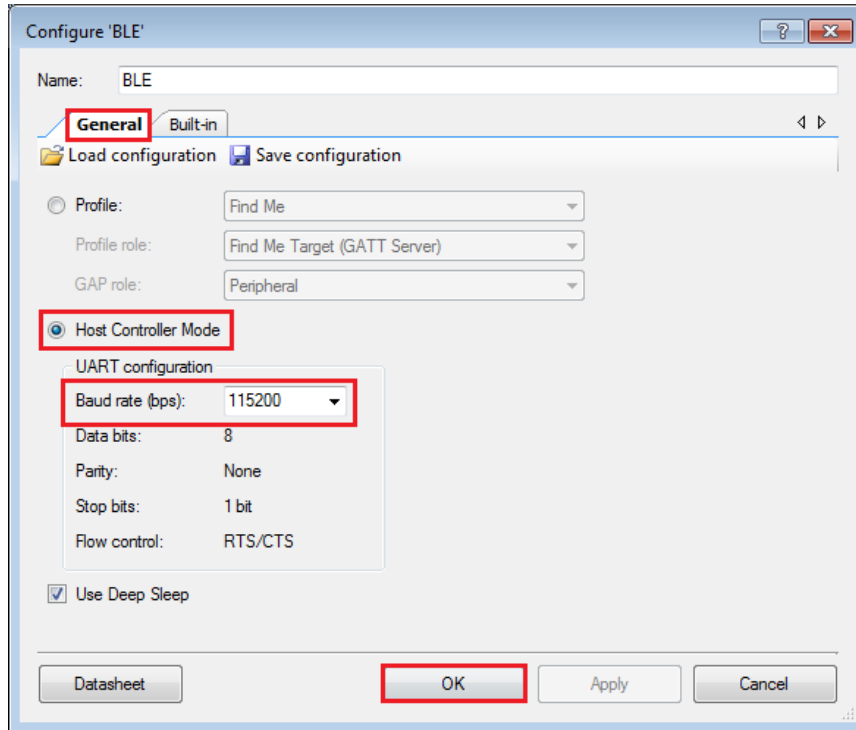 Configure 'BLE'
?
Name: BLE
General Built-in
Load configuration Save configuration
Profile: Find Me
Profile role: Find Me Target (GATT Server)
GAP role: Peripheral
Host Controller Mode
UART configuration
Baud rate (bps): 115200
Data bits: 8
Parity: None
Stop bits: 1 bit
Flow control: RTS/CTS
Use Deep Sleep
Datasheet OK Apply Cancel